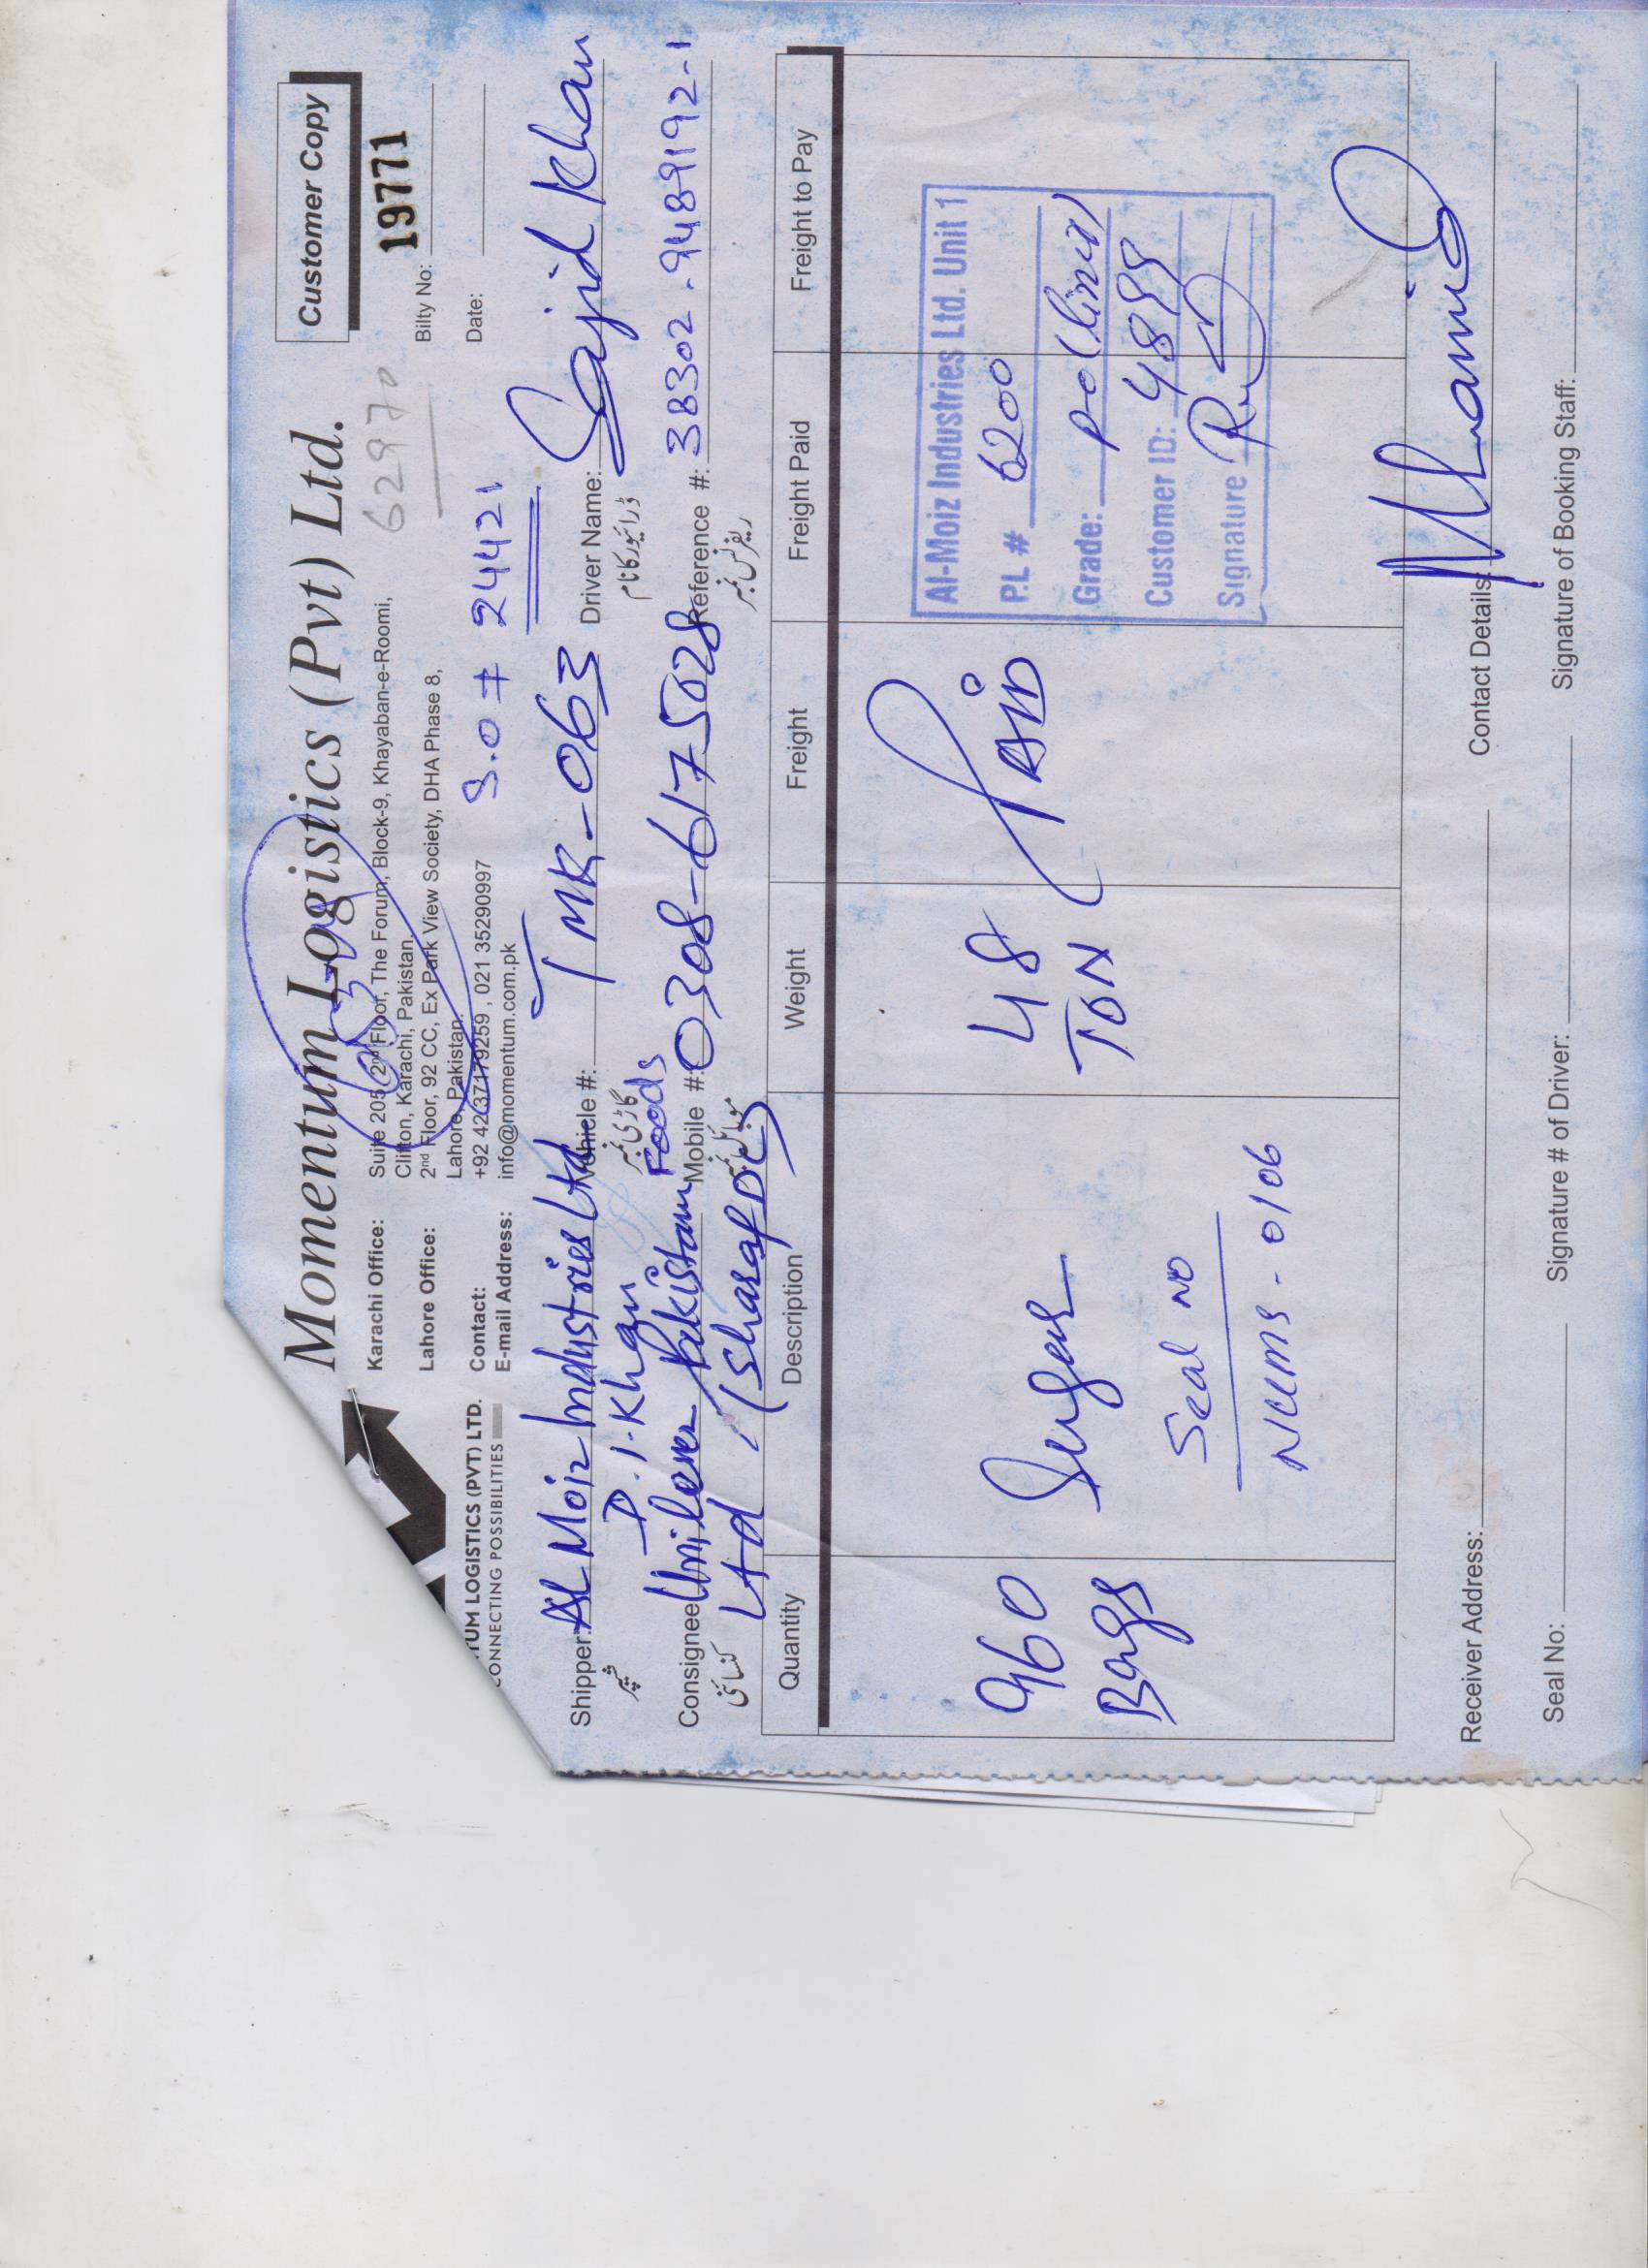 Customer Copy
Momentum Logistics (Pvt) Ltd.
62970
Bilty No: 19771
Karachi Office: Suite 205, 2nd Floor, The Forum, Block-9, Khayaban-e-Roomi,
Clifton, Karachi, Pakistan.
Lahore Office: 2nd Floor, 92 CC, Ex Park View Society, DHA Phase 8,
Lahore, Pakistan.
Date:
Contact: +92 42 37179259 , 021 35290997
S.O # 24421
E-mail Address: info@momentum.com.pk
TUM LOGISTICS (PVT) LTD.
CONNECTING POSSIBILITIES
Shipper: AL Moiz Industries Ltd Vehicle #: TMK-063 Driver Name: Sajid Khan
شپر گاڑی نمبر ڈرائیور کا نام
D.I.Khan
Consignee Unilever Pakistan Foods Mobile #: 0308-6175028 Reference #: 38302-9489192-1
کنسائنی موبائل نمبر ریفرنس نمبر
Ltd (Sharaf DC)
Quantity Description Weight Freight Freight Paid Freight to Pay
960 Bags
Sugar
48 TON
PAID
Seal NO
Al-Moiz Industries Ltd. Unit 1
P.L # 6200
Grade:
Customer ID: 4899
Signature
Receiver Address: Contact Details:
Seal No: Signature # of Driver: Signature of Booking Staff: